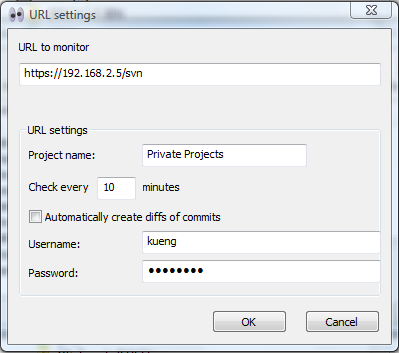 URL settings
URL to monitor
https://192.168.2.5/svn
URL settings
Project name: Private Projects
Check every 10 minutes
Automatically create diffs of commits
Username: kueng
Password: ●●●●●●●●
OK Cancel